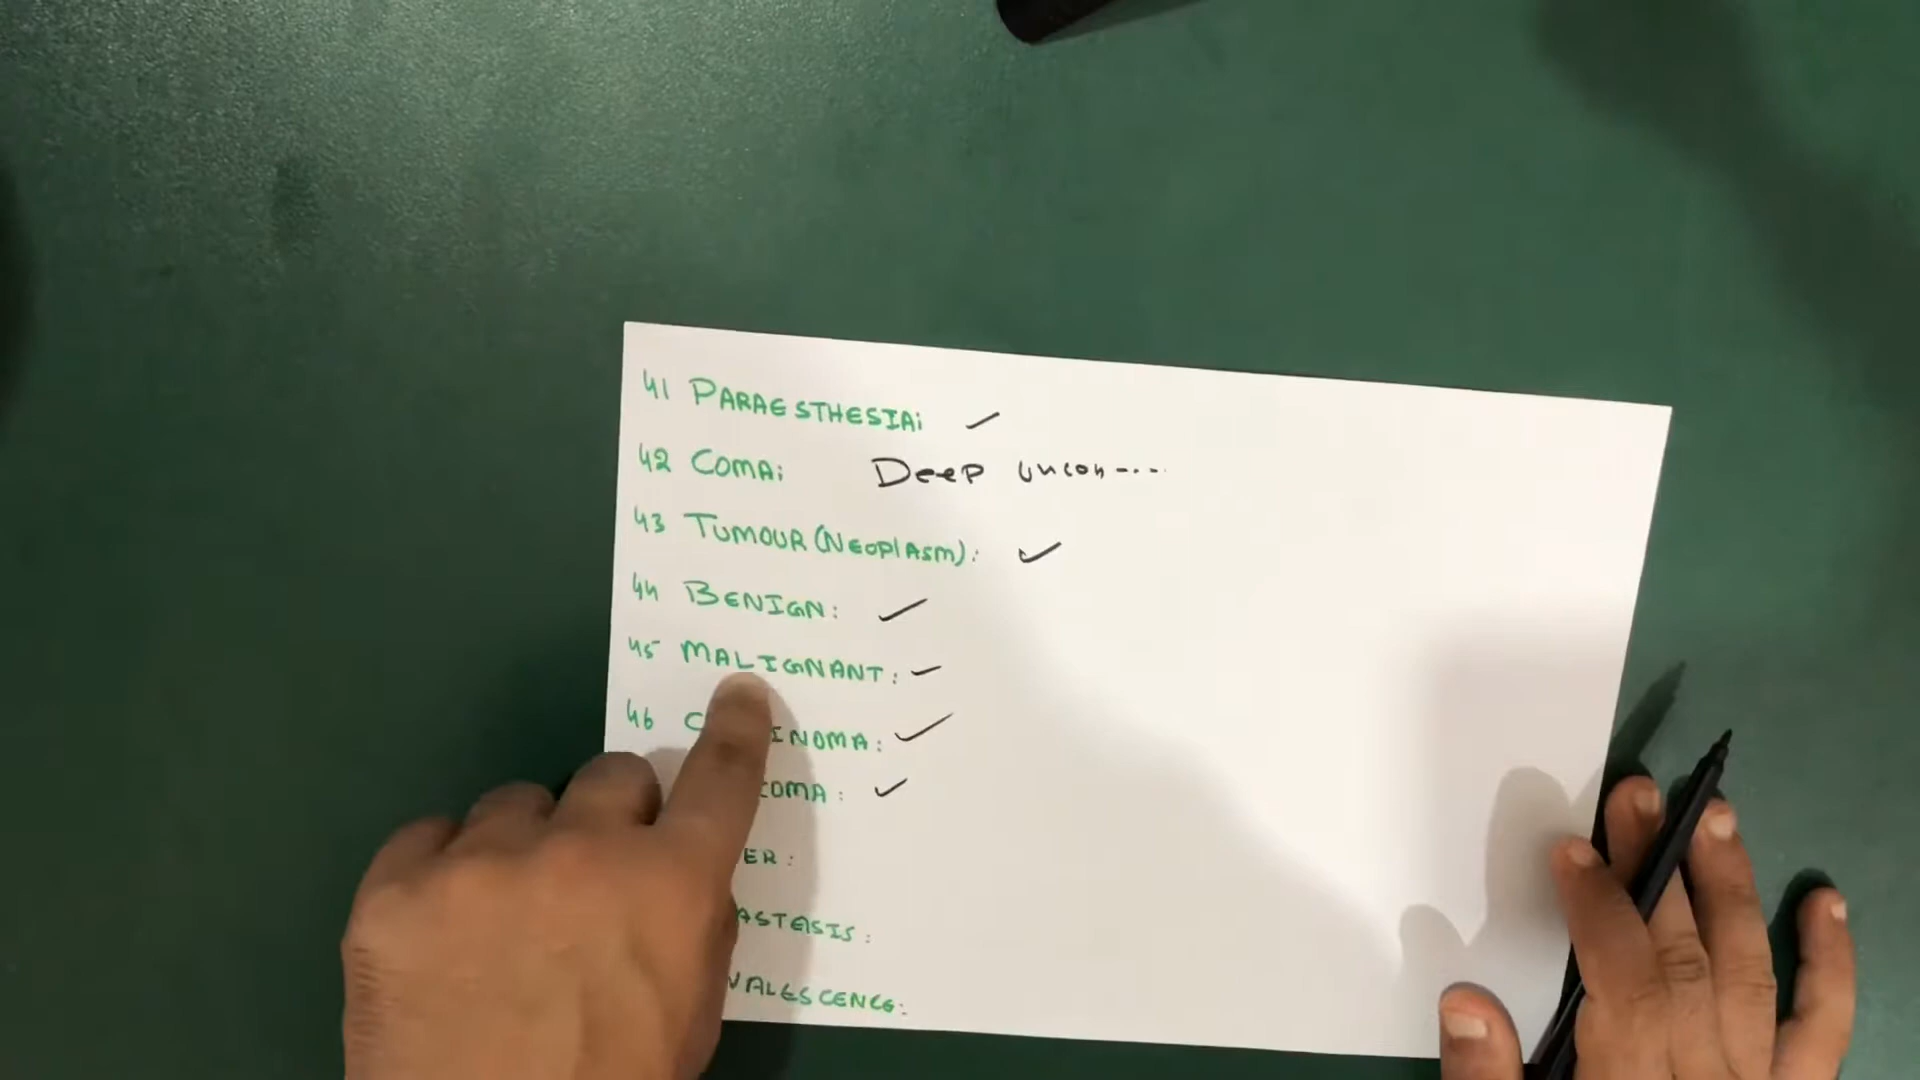 41 PARAESTHESIA: ✓
42 COMA: Deep uncon----
43 TUMOUR (NEOPLASM): ✓
44 BENIGN: ✓
45 MALIGNANT: ✓
46 C INOMA: ✓
COMA: ✓
ER:
ASTASIS:
VALESCENCE: